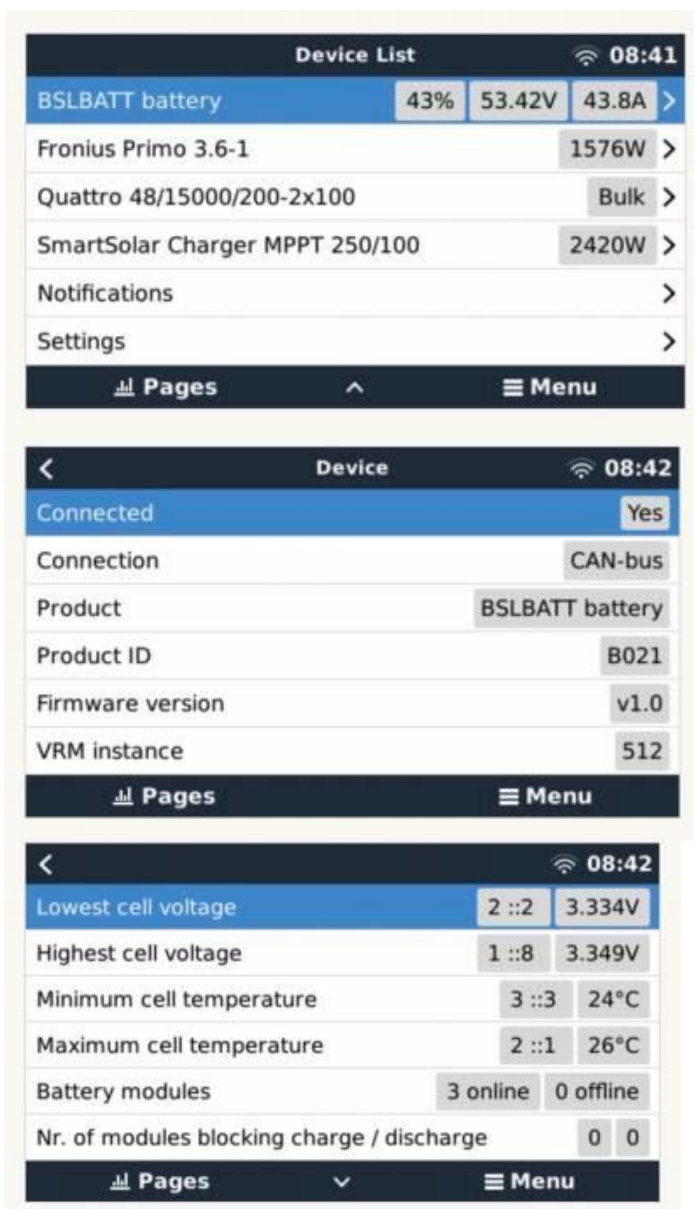 Device List 08:41
BSLBATT battery 43% 53.42V 43.8A
Fronius Primo 3.6-1 1576W
Quattro 48/15000/200-2x100 Bulk
SmartSolar Charger MPPT 250/100 2420W
Notifications
Settings
Pages Menu
Device 08:42
Connected Yes
Connection CAN-bus
Product BSLBATT battery
Product ID B021
Firmware version v1.0
VRM instance 512
Pages Menu
08:42
Lowest cell voltage 2 ::2 3.334V
Highest cell voltage 1 ::8 3.349V
Minimum cell temperature 3 ::3 24°C
Maximum cell temperature 2 ::1 26°C
Battery modules 3 online 0 offline
Nr. of modules blocking charge / discharge 0 0
Pages Menu